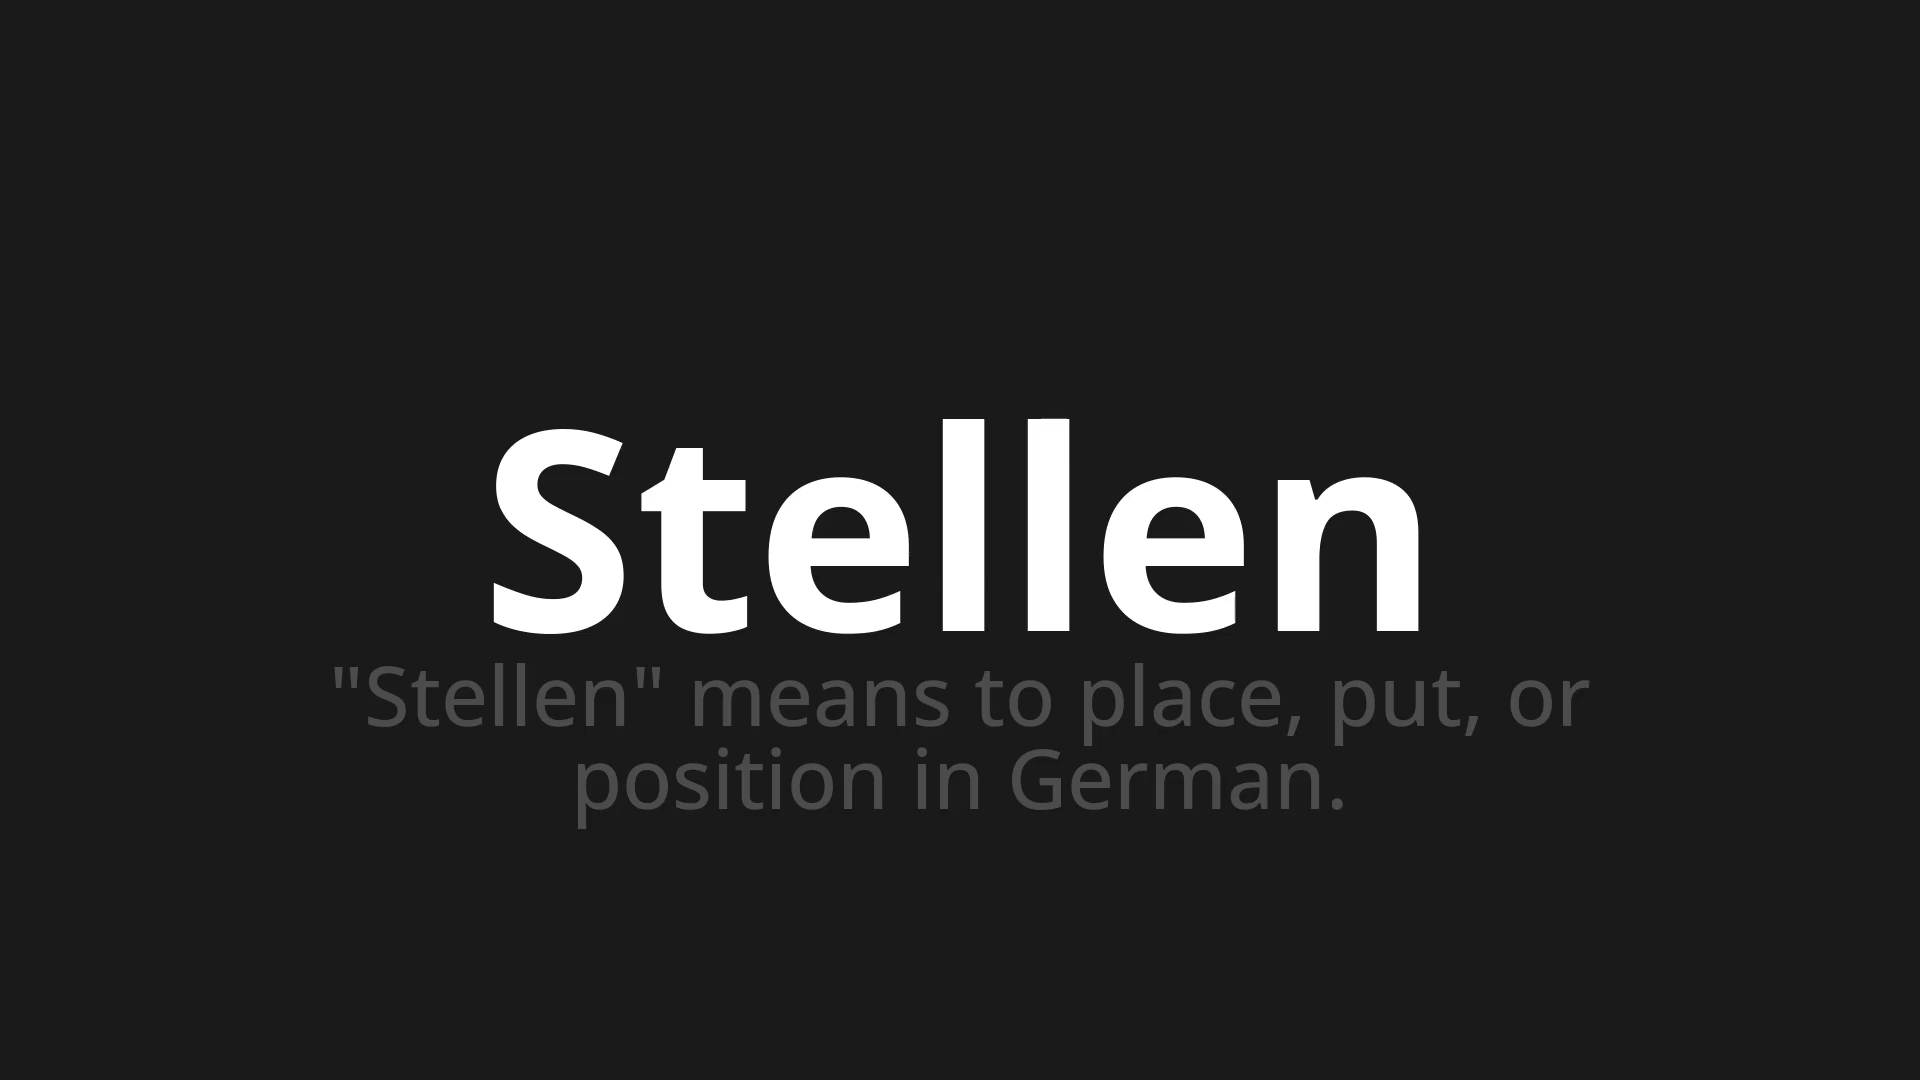 Stellen
"Stellen" means to place, put, or
position in German.